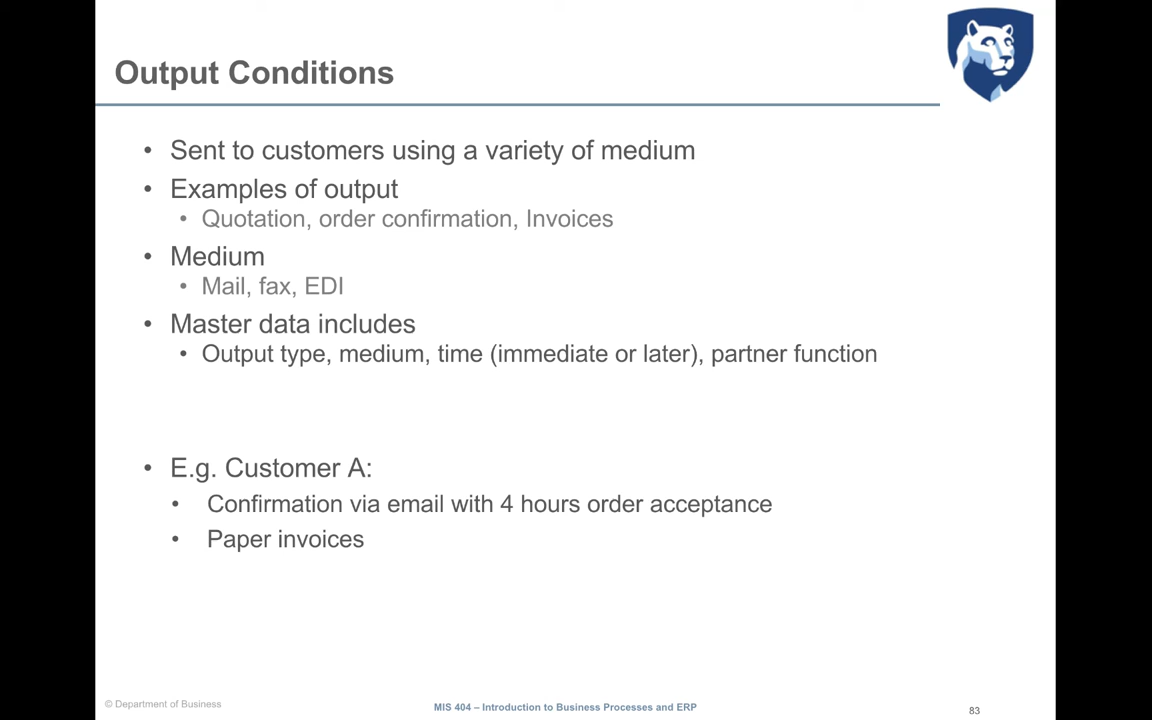 Output Conditions
• Sent to customers using a variety of medium
• Examples of output
• Quotation, order confirmation, Invoices
• Medium
• Mail, fax, EDI
• Master data includes
• Output type, medium, time (immediate or later), partner function
• E.g. Customer A:
• Confirmation via email with 4 hours order acceptance
• Paper invoices
© Department of Business
MIS 404 – Introduction to Business Processes and ERP
83